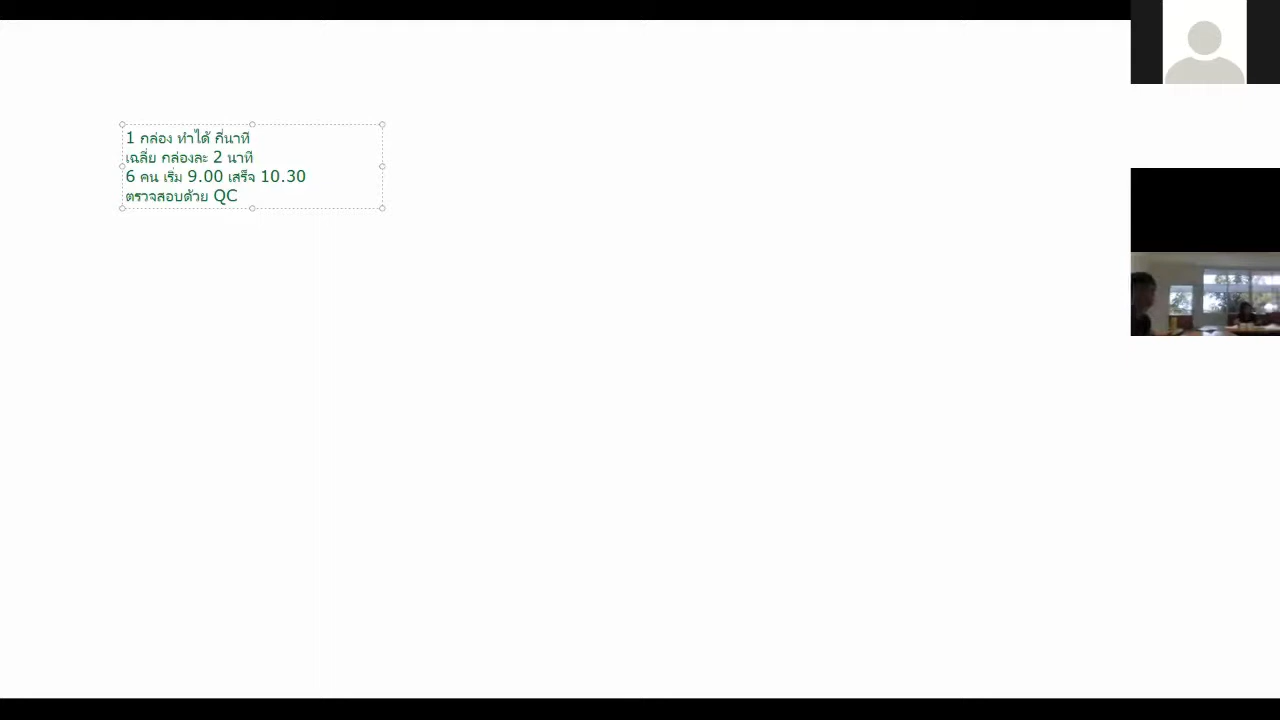 1 กล่อง ทำได้ กี่นาที
เฉลี่ย กล่องละ 2 นาที
6 คน เริ่ม 9.00 เสร็จ 10.30
ตรวจสอบด้วย QC